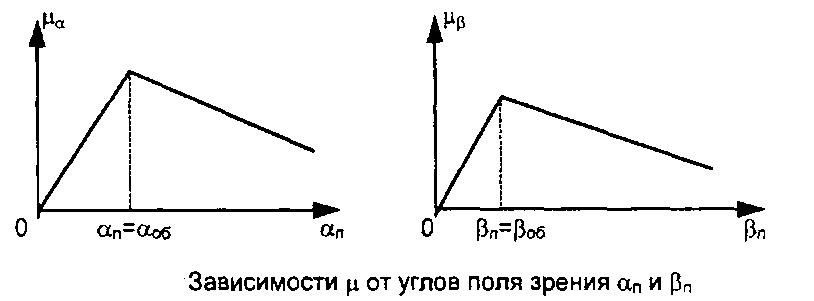 μα μβ
0 αп=αоб αп 0 βп=βоб βп
Зависимости μ от углов поля зрения αп и βп